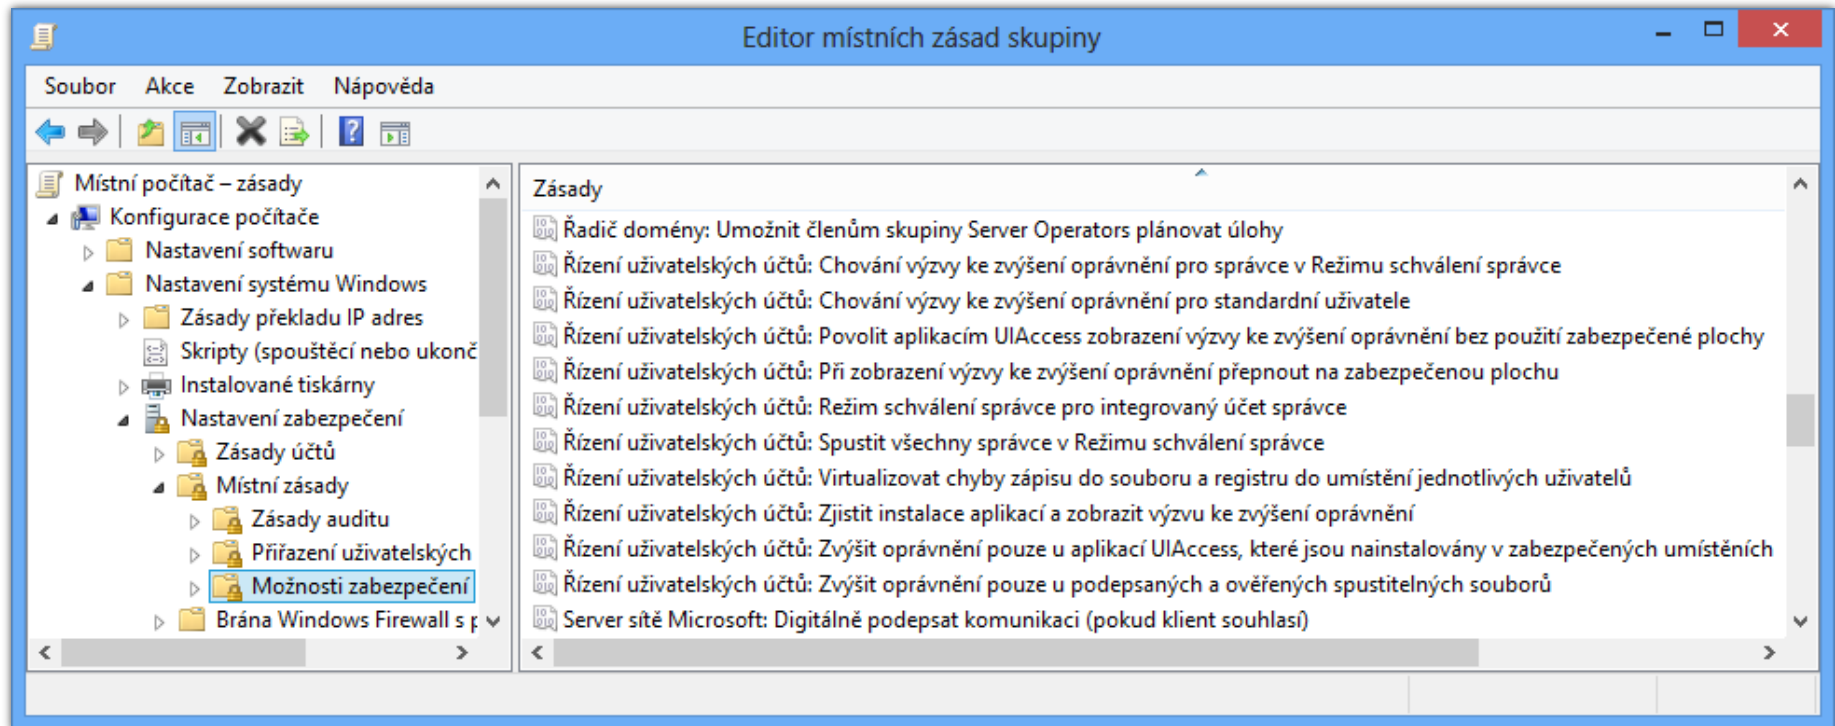 Editor místních zásad skupiny
Soubor Akce Zobrazit Nápověda
Místní počítač – zásady
Konfigurace počítače
Nastavení softwaru
Nastavení systému Windows
Zásady překladu IP adres
Skripty (spouštěcí nebo ukonč
Instalované tiskárny
Nastavení zabezpečení
Zásady účtů
Místní zásady
Zásady auditu
Přiřazení uživatelských
Možnosti zabezpečení
Brána Windows Firewall s p
Zásady
Řadič domény: Umožnit členům skupiny Server Operators plánovat úlohy
Řízení uživatelských účtů: Chování výzvy ke zvýšení oprávnění pro správce v Režimu schválení správce
Řízení uživatelských účtů: Chování výzvy ke zvýšení oprávnění pro standardní uživatele
Řízení uživatelských účtů: Povolit aplikacím UIAccess zobrazení výzvy ke zvýšení oprávnění bez použití zabezpečené plochy
Řízení uživatelských účtů: Při zobrazení výzvy ke zvýšení oprávnění přepnout na zabezpečenou plochu
Řízení uživatelských účtů: Režim schválení správce pro integrovaný účet správce
Řízení uživatelských účtů: Spustit všechny správce v Režimu schválení správce
Řízení uživatelských účtů: Virtualizovat chyby zápisu do souboru a registru do umístění jednotlivých uživatelů
Řízení uživatelských účtů: Zjistit instalace aplikací a zobrazit výzvu ke zvýšení oprávnění
Řízení uživatelských účtů: Zvýšit oprávnění pouze u aplikací UIAccess, které jsou nainstalovány v zabezpečených umístěních
Řízení uživatelských účtů: Zvýšit oprávnění pouze u podepsaných a ověřených spustitelných souborů
Server sítě Microsoft: Digitálně podepsat komunikaci (pokud klient souhlasí)